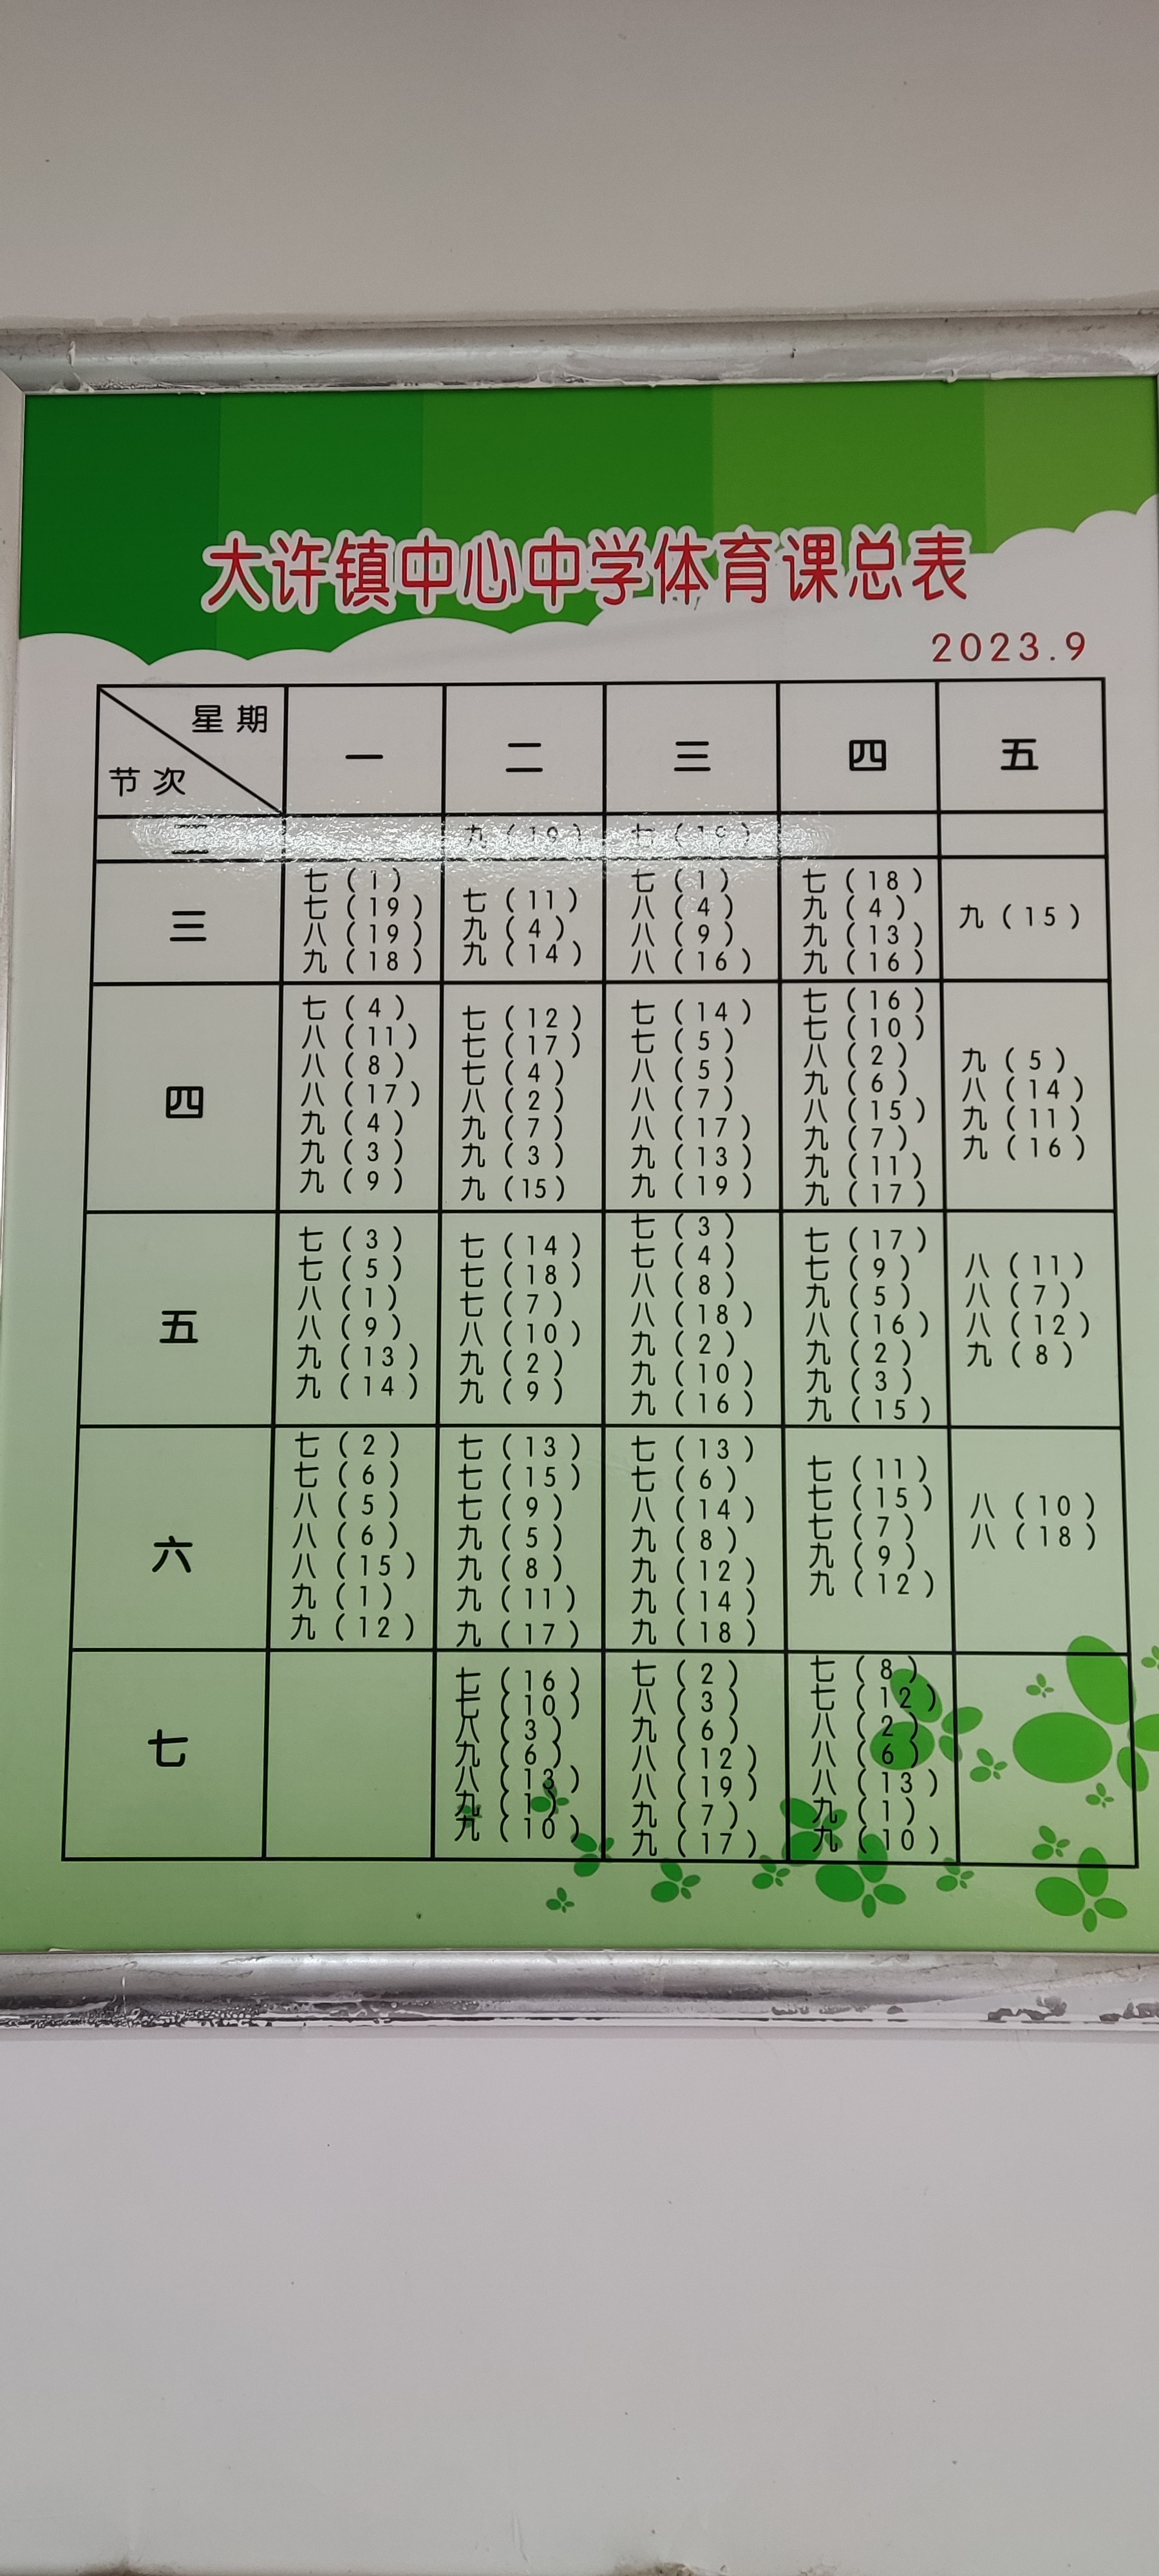 大许镇中心中学体育课总表
2023.9
星期
节次
一 二 三 四 五
二
九(19)
七(19)
三
七(1)
七(19)
八(19)
九(18)
七(11)
九(4)
九(14)
七(1)
八(4)
八(9)
八(16)
七(18)
九(4)
九(13)
九(16)
九(15)
四
七(4)
八(11)
八(8)
八(17)
九(4)
九(3)
九(9)
七(12)
七(17)
七(4)
八(2)
九(7)
九(3)
九(15)
七(14)
七(5)
八(5)
八(7)
八(17)
九(13)
九(19)
七(16)
七(10)
八(2)
九(6)
八(15)
九(7)
九(11)
九(17)
九(5)
八(14)
九(11)
九(16)
五
七(3)
七(5)
八(1)
八(9)
九(13)
九(14)
七(14)
七(18)
七(7)
八(10)
九(2)
九(9)
七(3)
七(4)
八(8)
八(18)
九(2)
九(10)
九(16)
七(17)
七(9)
九(5)
八(16)
九(2)
九(3)
九(15)
八(11)
八(7)
八(12)
九(8)
六
七(2)
七(6)
八(5)
八(6)
八(15)
九(1)
九(12)
七(13)
七(15)
七(9)
九(5)
九(8)
九(11)
九(17)
七(13)
七(6)
八(14)
九(8)
九(12)
九(14)
九(18)
七(11)
七(15)
七(7)
九(9)
九(12)
八(10)
八(18)
七
七(16)
七(10)
八(3)
九(6)
八(13)
九(1)
九(10)
七(2)
八(3)
九(6)
八(12)
八(19)
九(7)
九(17)
七(8)
七(12)
八(2)
八(6)
八(13)
九(1)
九(10)